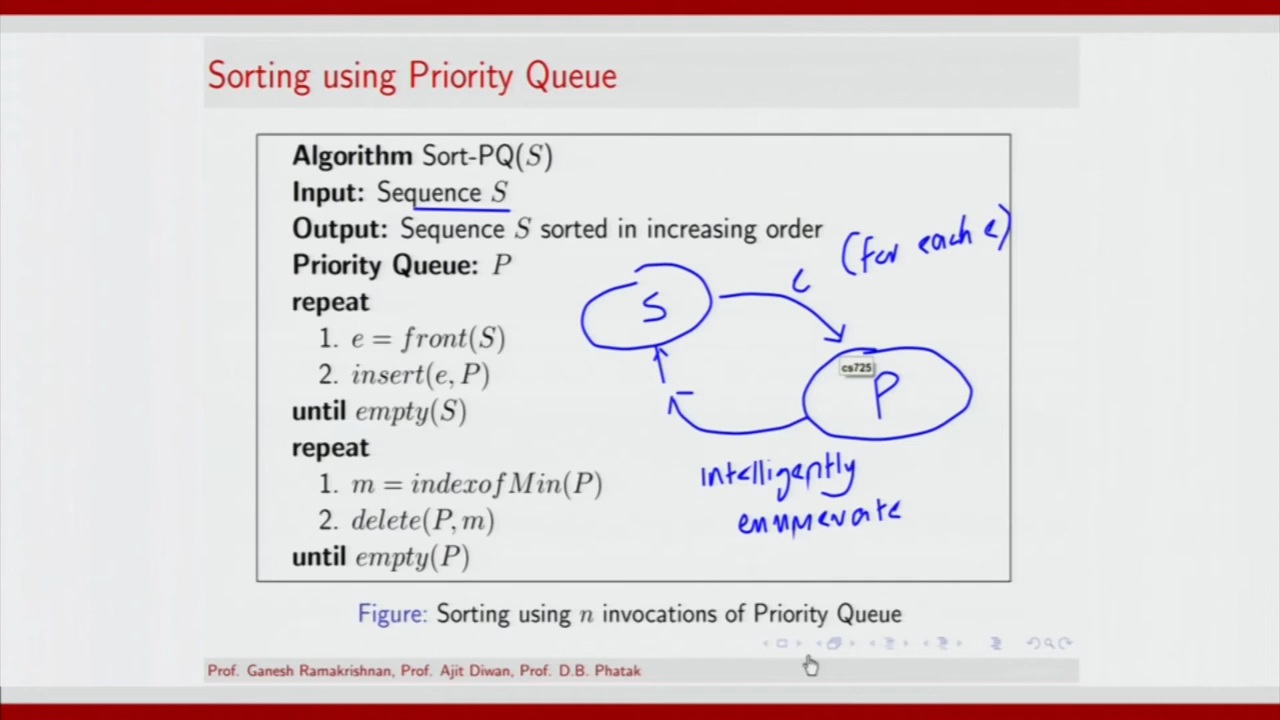 Sorting using Priority Queue
Algorithm Sort-PQ(S)
Input: Sequence S
Output: Sequence S sorted in increasing order
Priority Queue: P
repeat
1. e = front(S)
2. insert(e, P)
until empty(S)
repeat
1. m = indexofMin(P)
2. delete(P, m)
until empty(P)
(for each e)
e
S
cs725
P
Intelligently
enumerate
Figure: Sorting using n invocations of Priority Queue
Prof. Ganesh Ramakrishnan, Prof. Ajit Diwan, Prof. D.B. Phatak